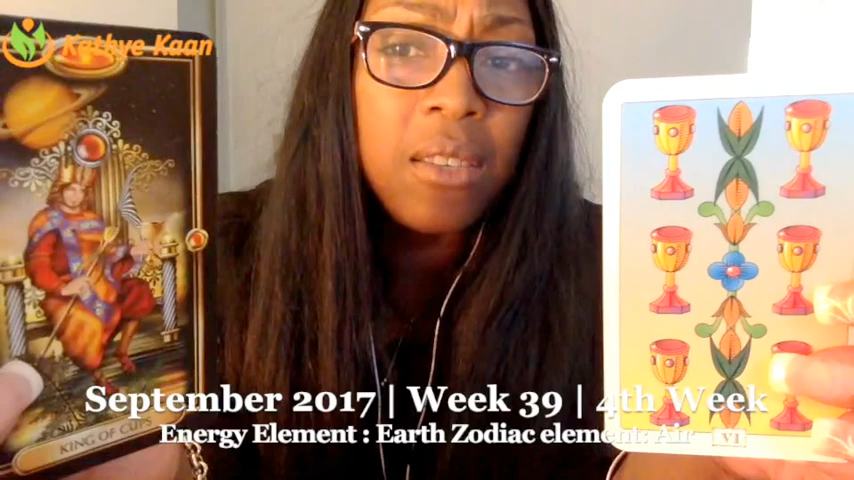 Kathye Kaan
KING OF CUPS
September 2017 | Week 39 | 4th Week
Energy Element : Earth Zodiac element: Air
VI